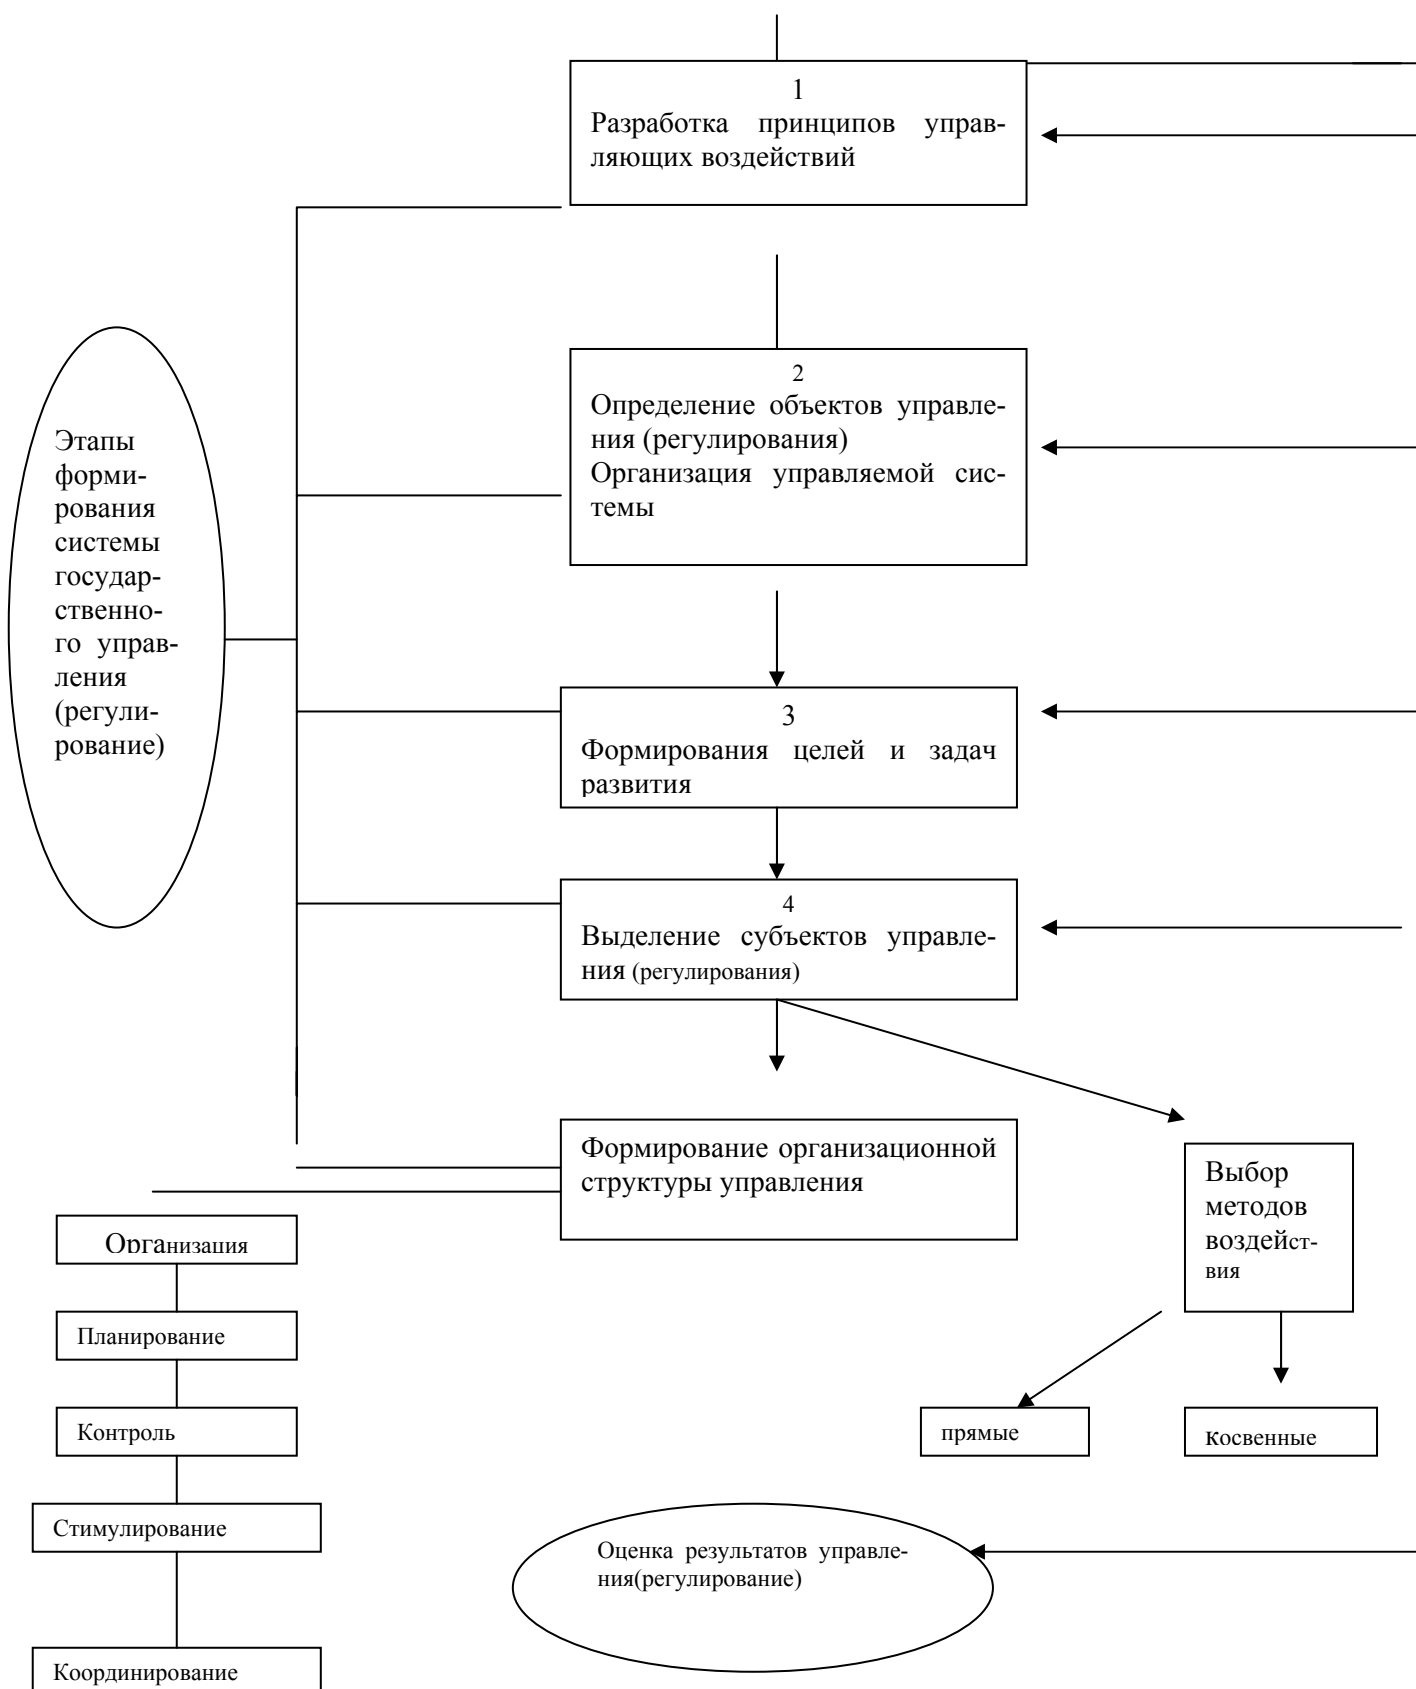 1
Разработка принципов управ-
ляющих воздействий
2
Определение объектов управле-
ния (регулирования)
Организация управляемой сис-
темы
Этапы
форми-
рования
системы
государ-
ственно-
го управ-
ления
(регули-
рование)
3
Формирования целей и задач
развития
4
Выделение субъектов управле-
ния (регулирования)
Формирование организационной
структуры управления
Выбор
методов
воздейст-
вия
Организация
Планирование
Контроль
Стимулирование
Координирование
прямые
косвенные
Оценка результатов управле-
ния(регулирование)